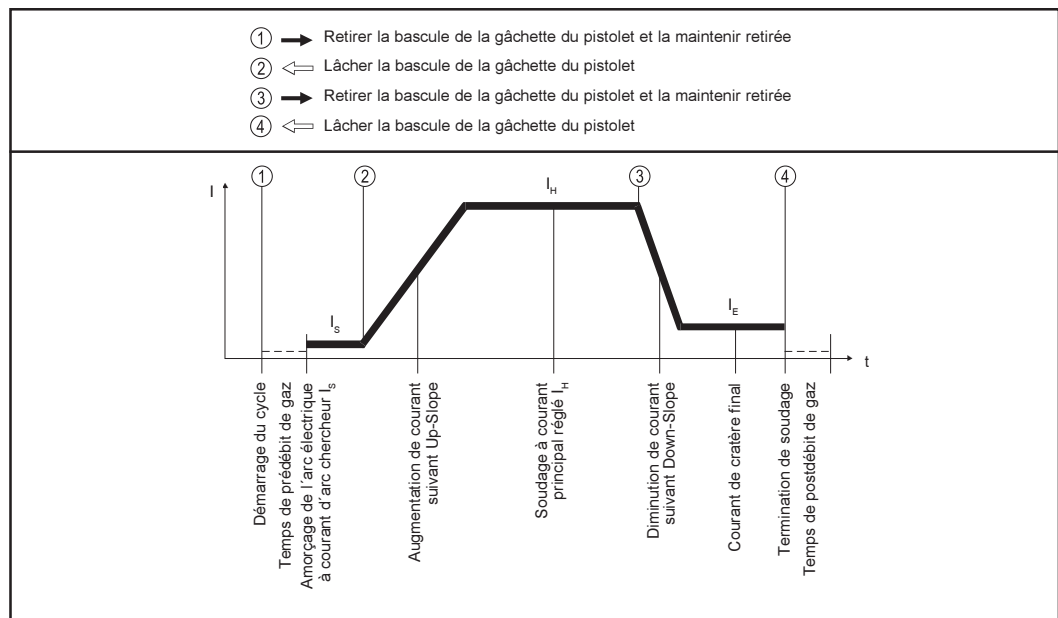 1 Retirer la bascule de la gâchette du pistolet et la maintenir retirée
2 Lâcher la bascule de la gâchette du pistolet
3 Retirer la bascule de la gâchette du pistolet et la maintenir retirée
4 Lâcher la bascule de la gâchette du pistolet
1
2
3
4
I
I_H
I_S
I_E
t
Démarrage du cycle
Temps de prédébit de gaz
Amorçage de l´arc électrique
à courant d´arc chercheur I_S
Augmentation de courant
suivant Up-Slope
Soudage à courant
principal réglé I_H
Diminution de courant
suivant Down-Slope
Courant de cratère final
Termination de soudage
Temps de postdébit de gaz